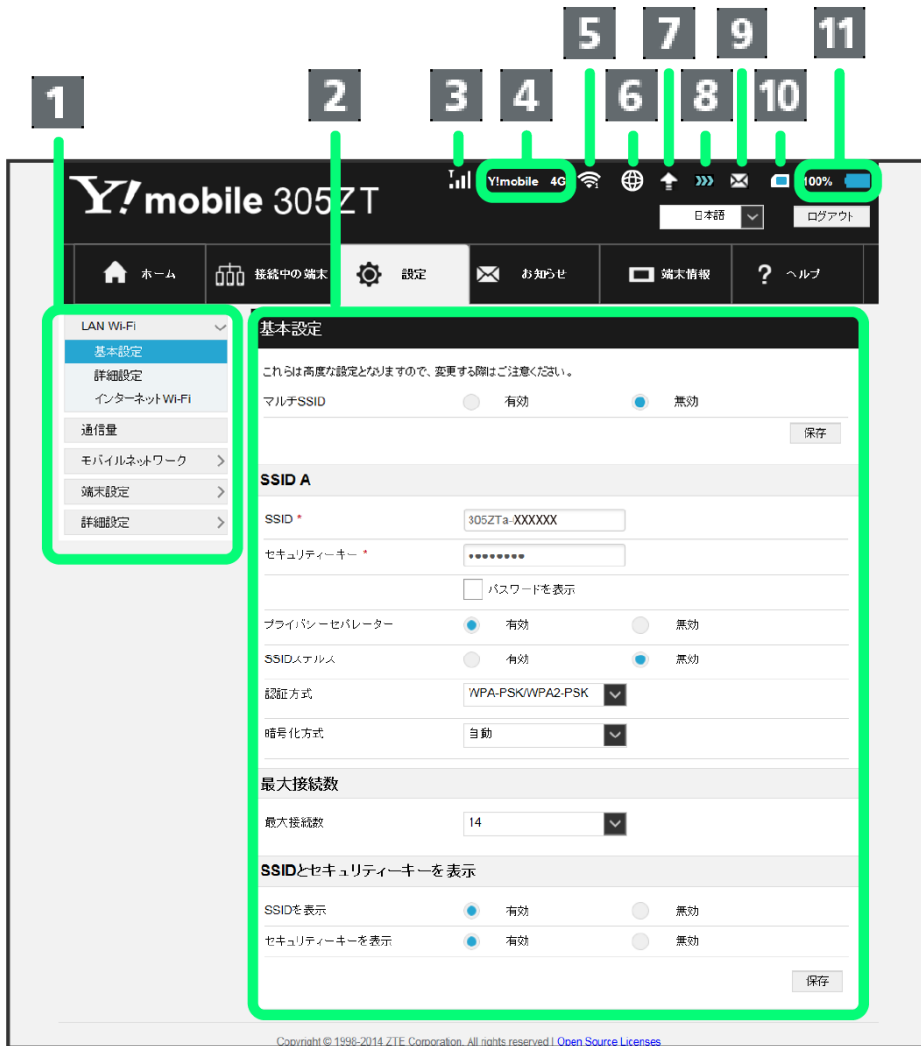 5 7 9 11
1 2 3 4 6 8 10
Y!mobile 4G 100%
Y!mobile 305ZT
日本語 ログアウト
ホーム 接続中の端末 設定 お知らせ 端末情報 ? ヘルプ
LAN Wi-Fi
基本設定
詳細設定
インターネットWi-Fi
通信量
モバイルネットワーク
端末設定
詳細設定
基本設定
これらは高度な設定となりますので、変更する際はご注意ください。
マルチSSID 有効 無効
保存
SSID A
SSID * 305ZTa-XXXXXX
セキュリティーキー * ••••••••
パスワードを表示
プライバシーセパレーター 有効 無効
SSIDステルス 有効 無効
認証方式 WPA-PSK/WPA2-PSK
暗号化方式 自動
最大接続数
最大接続数 14
SSIDとセキュリティーキーを表示
SSIDを表示 有効 無効
セキュリティーキーを表示 有効 無効
保存
Copyright © 1998-2014 ZTE Corporation. All rights reserved | Open Source Licenses